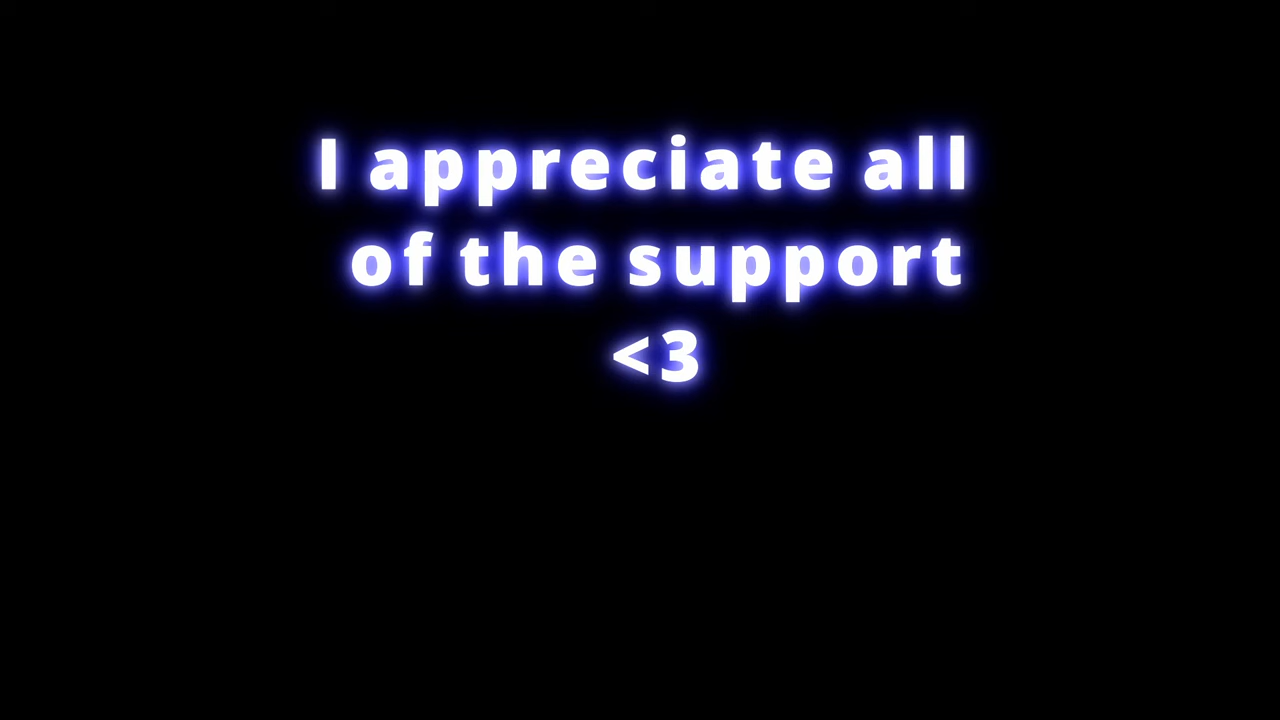 I appreciate all
of the support
<3